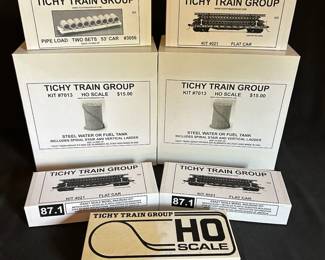 TICHY TRAIN GROUP
PIPE LOAD TWO SETS 53' CAR #3056
TICHY TRAIN GROUP
KIT #021 FLAT CAR
TICHY TRAIN GROUP
KIT #7013 HO SCALE $15.00
STEEL WATER OR FUEL TANK
INCLUDES SPIRAL STAIR AND VERTICAL LADDER
TICHY TRAIN GROUP
KIT #7013 HO SCALE $15.00
STEEL WATER OR FUEL TANK
INCLUDES SPIRAL STAIR AND VERTICAL LADDER
TICHY TRAIN GROUP
KIT #021 FLAT CAR
87.1
TICHY TRAIN GROUP
KIT #021 FLAT CAR
87.1
TICHY TRAIN GROUP
HO
SCALE